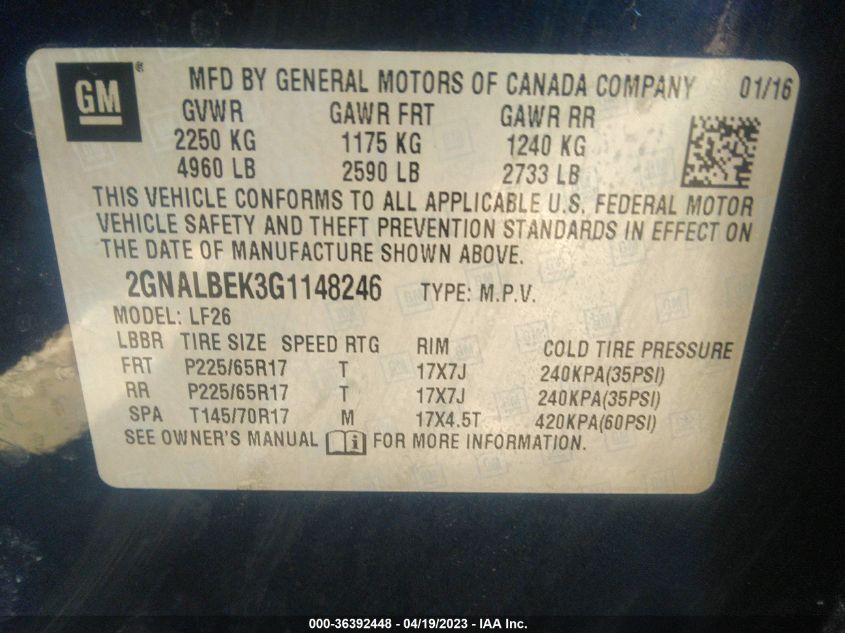 GM ®
MFD BY GENERAL MOTORS OF CANADA COMPANY 01/16
GVWR GAWR FRT GAWR RR
2250 KG 1175 KG 1240 KG
4960 LB 2590 LB 2733 LB
THIS VEHICLE CONFORMS TO ALL APPLICABLE U.S. FEDERAL MOTOR
VEHICLE SAFETY AND THEFT PREVENTION STANDARDS IN EFFECT ON
THE DATE OF MANUFACTURE SHOWN ABOVE.
2GNALBEK3G1148246 TYPE: M.P.V.
MODEL: LF26
LBBR TIRE SIZE SPEED RTG RIM COLD TIRE PRESSURE
FRT P225/65R17 T 17X7J 240KPA(35PSI)
RR P225/65R17 T 17X7J 240KPA(35PSI)
SPA T145/70R17 M 17X4.5T 420KPA(60PSI)
SEE OWNER'S MANUAL i FOR MORE INFORMATION.
000-36392448 - 04/19/2023 - IAA Inc.